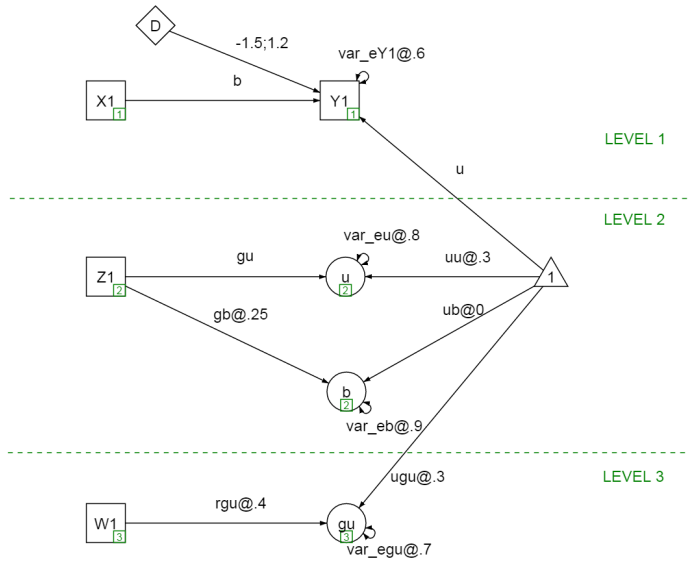 D
-1.5;1.2
var_eY1@.6
b
X1
1
Y1
1
LEVEL 1
u
LEVEL 2
var_eu@.8
gu
uu@.3
Z1
2
u
2
1
gb@.25
ub@0
b
2
var_eb@.9
ugu@.3
LEVEL 3
rgu@.4
W1
3
gu
3
var_egu@.7